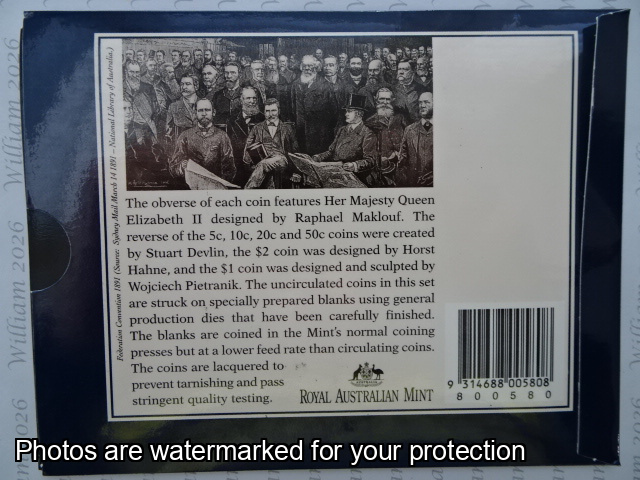 The obverse of each coin features Her Majesty Queen
Elizabeth II designed by Raphael Maklouf. The
reverse of the 5c, 10c, 20c and 50c coins were created
by Stuart Devlin, the $2 coin was designed by Horst
Hahne, and the $1 coin was designed and sculpted by
Wojciech Pietranik. The uncirculated coins in this set
are struck on specially prepared blanks using general
production dies that have been carefully finished.
The blanks are coined in the Mint's normal coining
presses but at a lower feed rate than circulating coins.
The coins are lacquered to
prevent tarnishing and pass
stringent quality testing.
Federation Convention 1891 (Source: Sydney Mail March 14 1891 – National Library of Australia.)
ROYAL AUSTRALIAN MINT
9 314688 005808
800580
William 2026
William 2026
Photos are watermarked for your protection